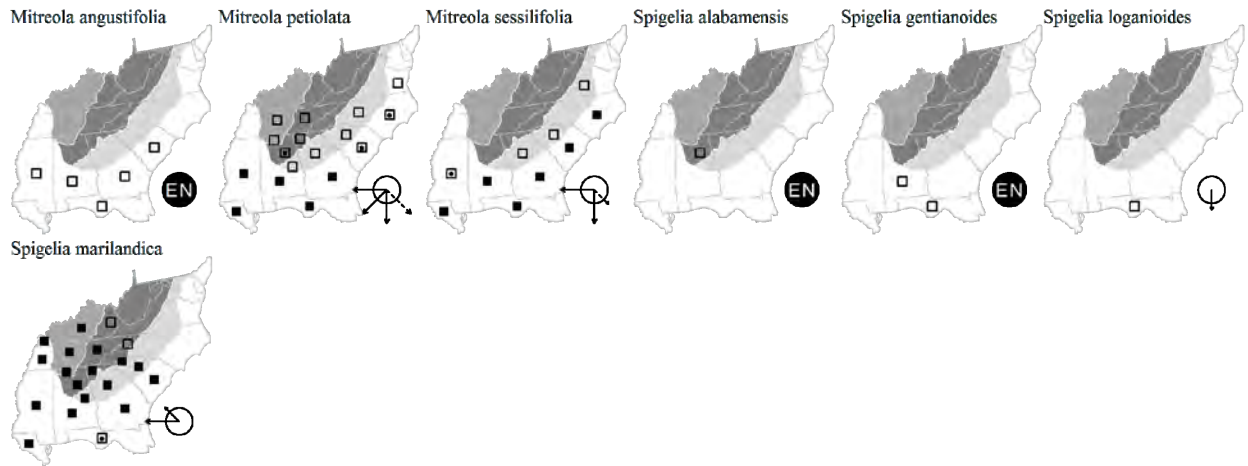 Mitreola angustifolia
Mitreola petiolata
Mitreola sessilifolia
Spigelia alabamensis
Spigelia gentianoides
Spigelia loganioides
EN
EN
EN
Spigelia marilandica